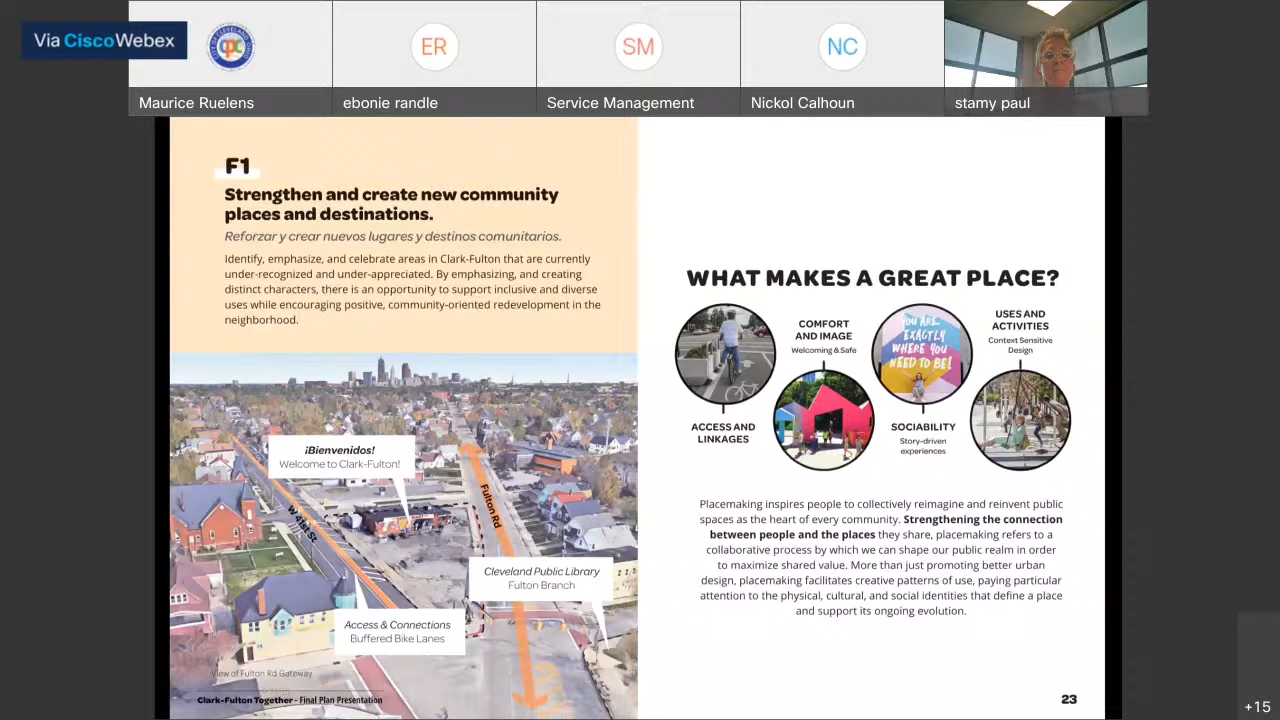 Via Cisco Webex
ER
SM
NC
Maurice Ruelens
ebonie randle
Service Management
Nickol Calhoun
stamy paul
F1
Strengthen and create new community
places and destinations.
Reforzar y crear nuevos lugares y destinos comunitarios.
Identify, emphasize, and celebrate areas in Clark-Fulton that are currently
under-recognized and under-appreciated. By emphasizing, and creating
distinct characters, there is an opportunity to support inclusive and diverse
uses while encouraging positive, community-oriented redevelopment in the
neighborhood.
¡Bienvenidos!
Welcome to Clark-Fulton!
Fulton Rd
Cleveland Public Library
Fulton Branch
Access & Connections
Buffered Bike Lanes
View of Fulton Rd Gateway
Clark-Fulton Together - Final Plan Presentation
WHAT MAKES A GREAT PLACE?
ACCESS AND
LINKAGES
COMFORT
AND IMAGE
Welcoming & Safe
YOU ARE
EXACTLY
WHERE YOU
NEED TO BE!
SOCIABILITY
Story-driven
experiences
USES AND
ACTIVITIES
Context Sensitive
Design
Placemaking inspires people to collectively reimagine and reinvent public
spaces as the heart of every community. Strengthening the connection
between people and the places they share, placemaking refers to a
collaborative process by which we can shape our public realm in order
to maximize shared value. More than just promoting better urban
design, placemaking facilitates creative patterns of use, paying particular
attention to the physical, cultural, and social identities that define a place
and support its ongoing evolution.
23
+15